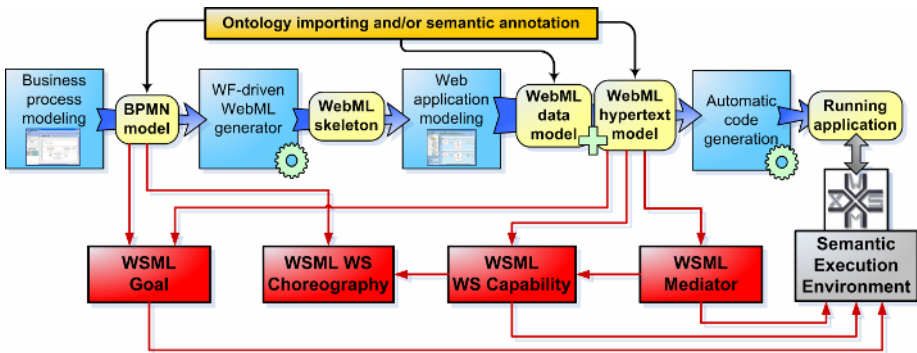 Ontology importing and/or semantic annotation
Business
process
modeling
BPMN
model
WF-driven
WebML
generator
WebML
skeleton
Web
application
modeling
WebML
data
model
WebML
hypertext
model
Automatic
code
generation
Running
application
WSML
Goal
WSML WS
Choreography
WSML
WS Capability
WSML
Mediator
Semantic
Execution
Environment